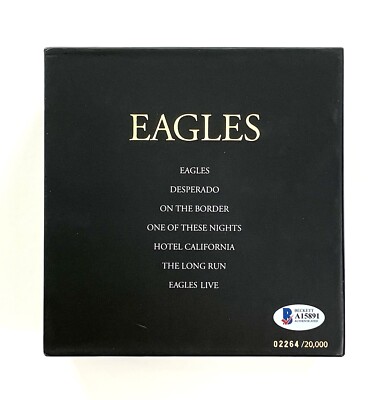 EAGLES
EAGLES
DESPERADO
ON THE BORDER
ONE OF THESE NIGHTS
HOTEL CALIFORNIA
THE LONG RUN
EAGLES LIVE
BECKETT
A15891
02264 /20,000